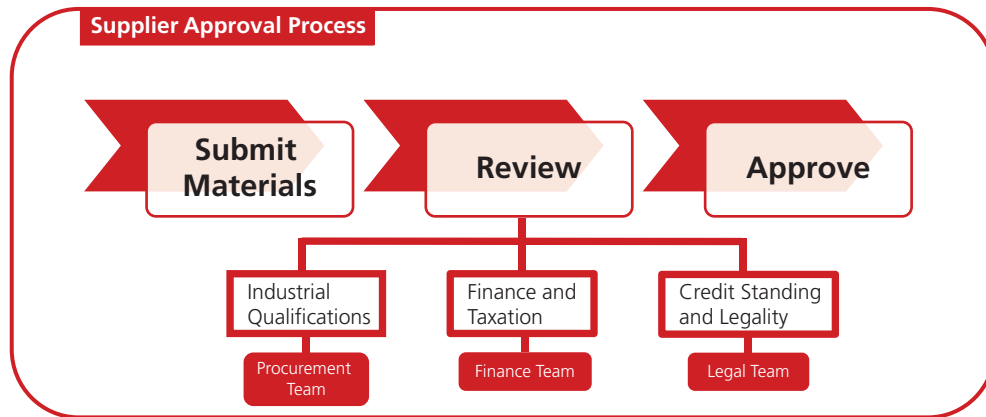 Supplier Approval Process
Submit
Materials
Review
Approve
Industrial
Qualifications
Finance and
Taxation
Credit Standing
and Legality
Procurement
Team
Finance Team
Legal Team